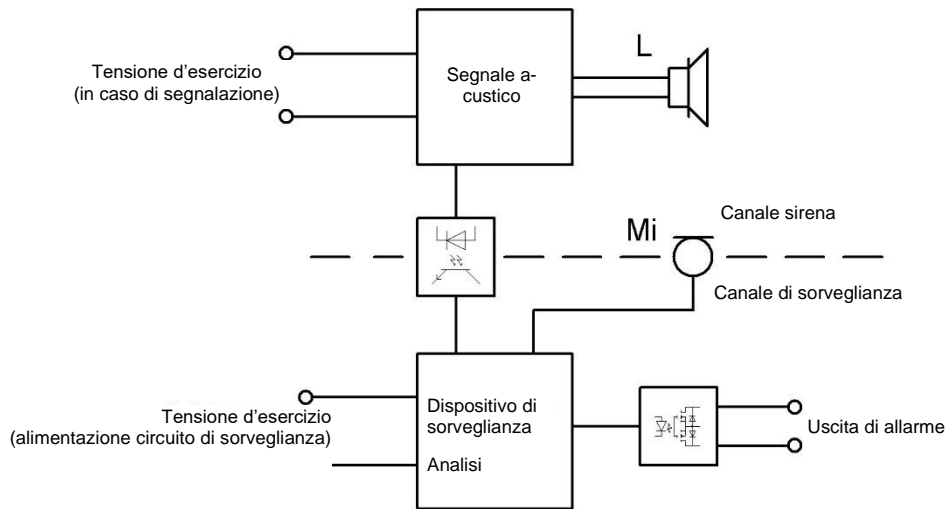 Tensione d'esercizio
(in caso di segnalazione)
Segnale a-
custico
L
Mi
Canale sirena
Canale di sorveglianza
Tensione d'esercizio
(alimentazione circuito di sorveglianza)
Dispositivo di
sorveglianza
Analisi
Uscita di allarme